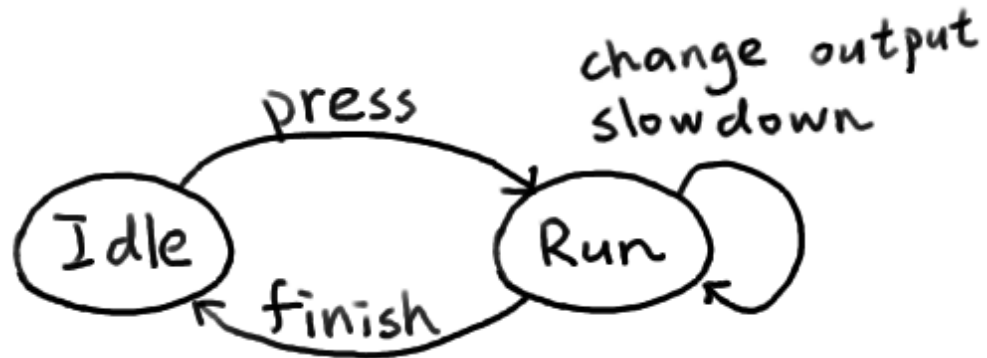 change output
slowdown
press
Idle
Run
finish